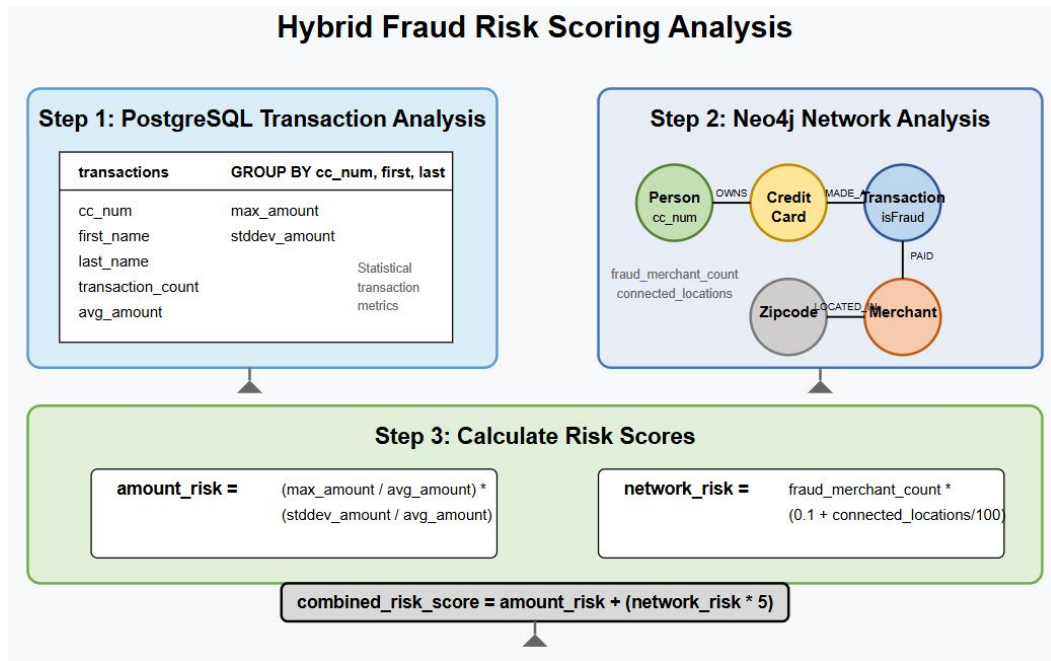 Hybrid Fraud Risk Scoring Analysis
Step 1: PostgreSQL Transaction Analysis
transactions
GROUP BY cc_num, first, last
cc_num
first_name
last_name
transaction_count
avg_amount
max_amount
stddev_amount
Statistical
transaction
metrics
Step 2: Neo4j Network Analysis
Person
cc_num
OWNS
Credit
Card
MADE_
Transaction
isFraud
PAID
fraud_merchant_count
connected_locations
Zipcode
LOCATED_IN
Merchant
Step 3: Calculate Risk Scores
amount_risk =
(max_amount / avg_amount) *
(stddev_amount / avg_amount)
network_risk =
fraud_merchant_count *
(0.1 + connected_locations/100)
combined_risk_score = amount_risk + (network_risk * 5)